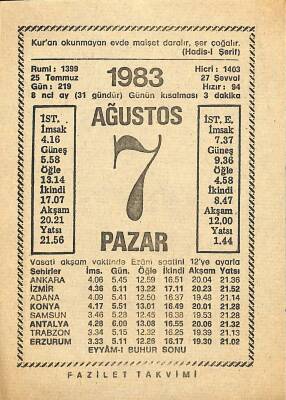 Kur'an okunmayan evde maişet daralır, şer çoğalır.
(Hadis-i Şerif)
Rumi : 1399
25 Temmuz
Gün : 219
1983
Hicri : 1403
27 Şevval
Hızır : 94
8 nci ay (31 gündür) Günün kısalması 3 dakika
AĞUSTOS
İST.
İmsak
4.16
Güneş
5.58
Öğle
13.14
İkindi
17.07
Akşam
20.21
Yatsı
21.56
7
İST. E.
İmsak
7.37
Güneş
9.36
Öğle
4.58
İkindi
8.47
Akşam
12.00
Yatsı
1.44
PAZAR
Vasati akşam vaktinde Ezâni saatini 12'ye ayarla
Şehirler İms. Gün. Öğle İkindi Akşam Yatsı
ANKARA 4.06 5.45 12.59 16.51 20.04 21.36
İZMİR 4.36 6.11 13.22 17.11 20.23 21.52
ADANA 4.09 5.41 12.50 16.37 19.48 21.14
KONYA 4.17 5.51 13.01 16.49 20.01 21.28
SAMSUN 3.46 5.28 12.45 16.38 19.53 21.28
ANTALYA 4.28 6.00 13.08 16.55 20.06 21.32
TRABZON 3.34 5.15 12.32 16.25 19.39 21.13
ERZURUM 3.33 5.11 12.26 16.17 19.30 21.02
EYYÂM-I BUHUR SONU
FAZİLET TAKVİMİ